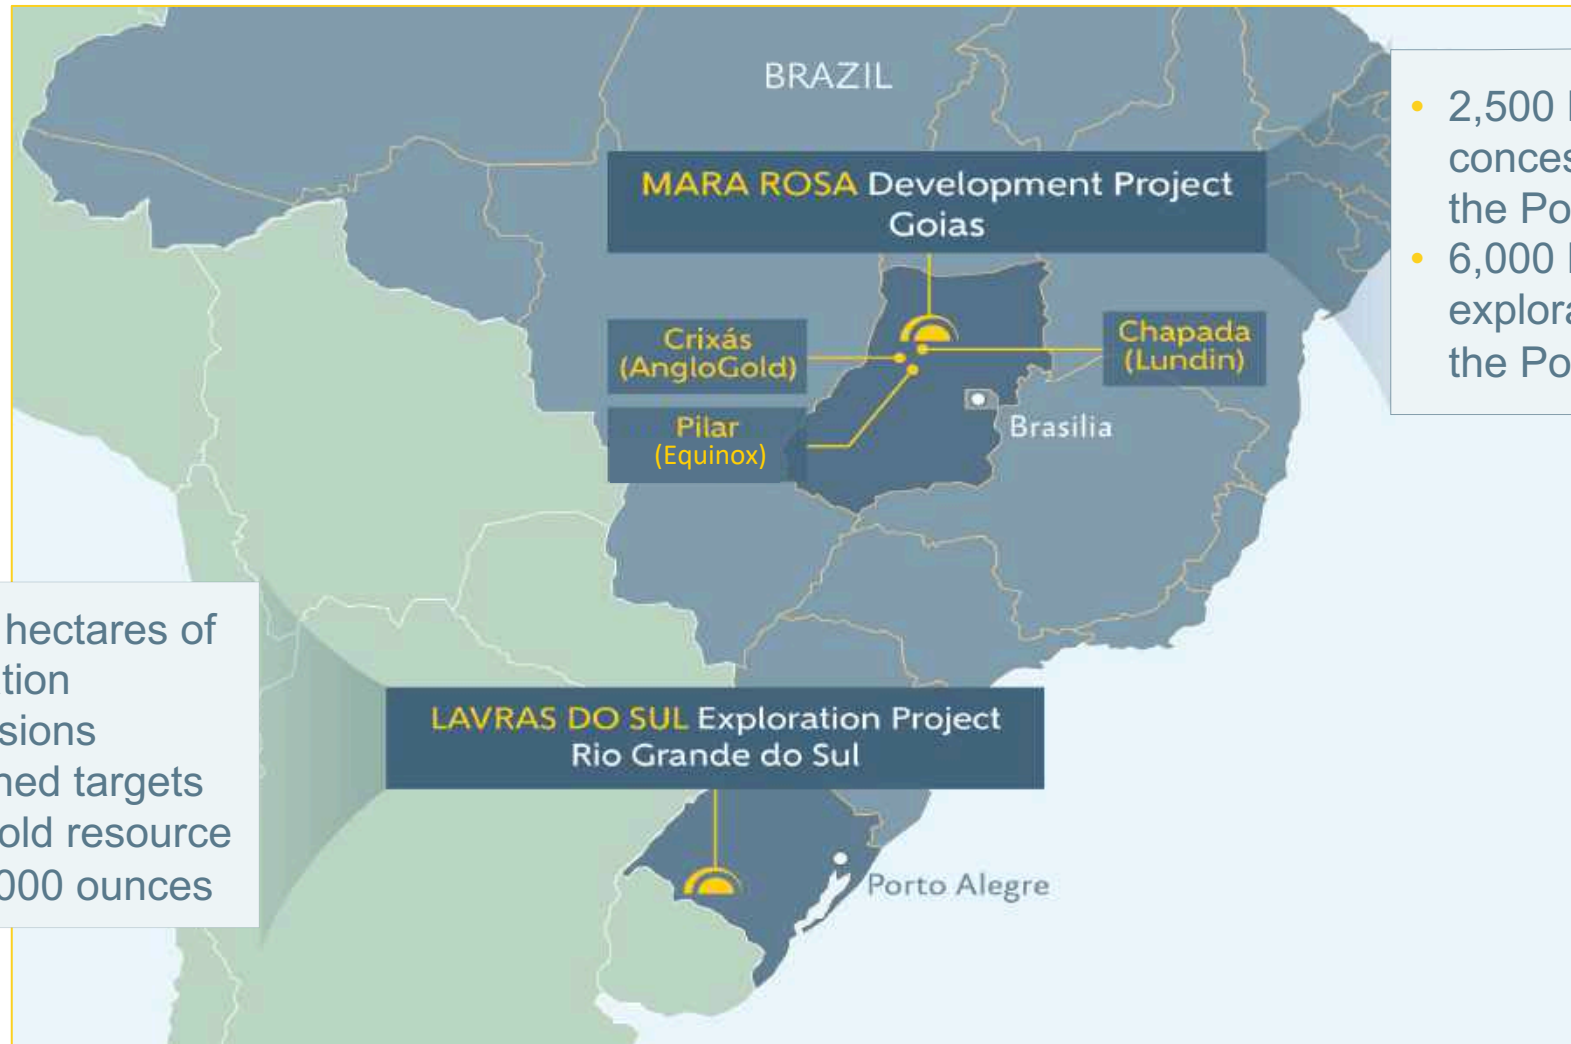 BRAZIL
• 2,500
conces
the Po
• 6,000
explora
the Po
MARA ROSA Development Project
Goias
Crixás
(AngloGold)
Chapada
(Lundin)
Pilar
(Equinox)
Brasilia
hectares of
tion
sions
ned targets
old resource
000 ounces
LAVRAS DO SUL Exploration Project
Rio Grande do Sul
Porto Alegre